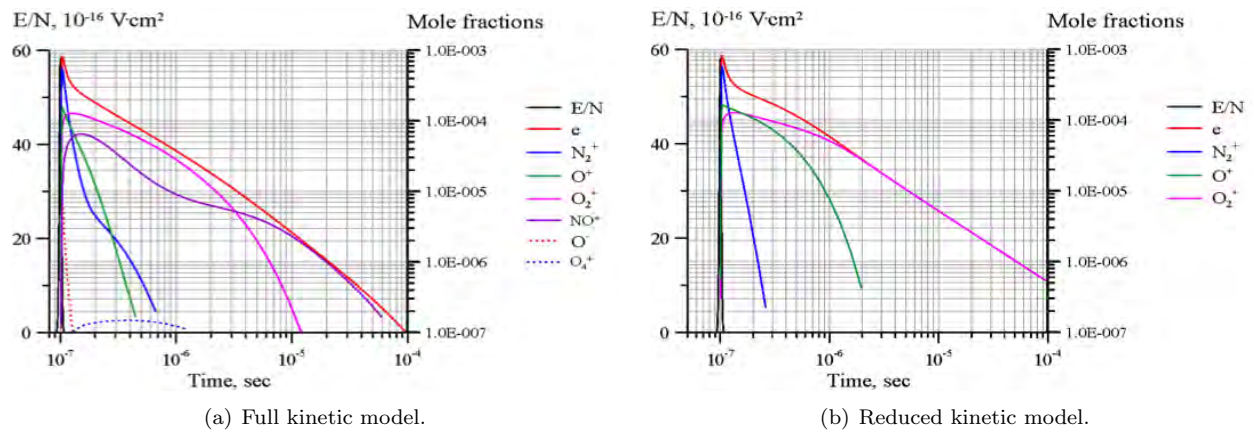 E/N, 10⁻¹⁶ V·cm²
Mole fractions
60
40
20
0
1.0E-003
1.0E-004
1.0E-005
1.0E-006
1.0E-007
10⁻⁷
10⁻⁶
10⁻⁵
10⁻⁴
Time, sec
E/N
e
N₂⁺
O⁺
O₂⁺
NO⁺
O⁻
O₄⁺
(a) Full kinetic model.
E/N, 10⁻¹⁶ V·cm²
Mole fractions
60
40
20
0
1.0E-003
1.0E-004
1.0E-005
1.0E-006
1.0E-007
10⁻⁷
10⁻⁶
10⁻⁵
10⁻⁴
Time, sec
E/N
e
N₂⁺
O⁺
O₂⁺
(b) Reduced kinetic model.